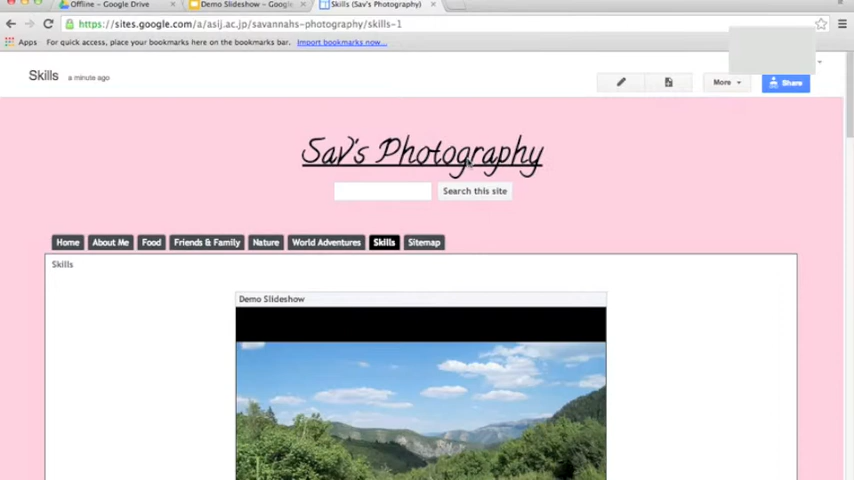 Offline – Google Drive
Demo Slideshow – Google
Skills (Sav's Photography)
https://sites.google.com/a/asij.ac.jp/savannahs-photography/skills-1
Apps For quick access, place your bookmarks here on the bookmarks bar. Import bookmarks now...
Skills a minute ago
More
Share
Sav's Photography
Search this site
Home About Me Food Friends & Family Nature World Adventures Skills Sitemap
Skills
Demo Slideshow